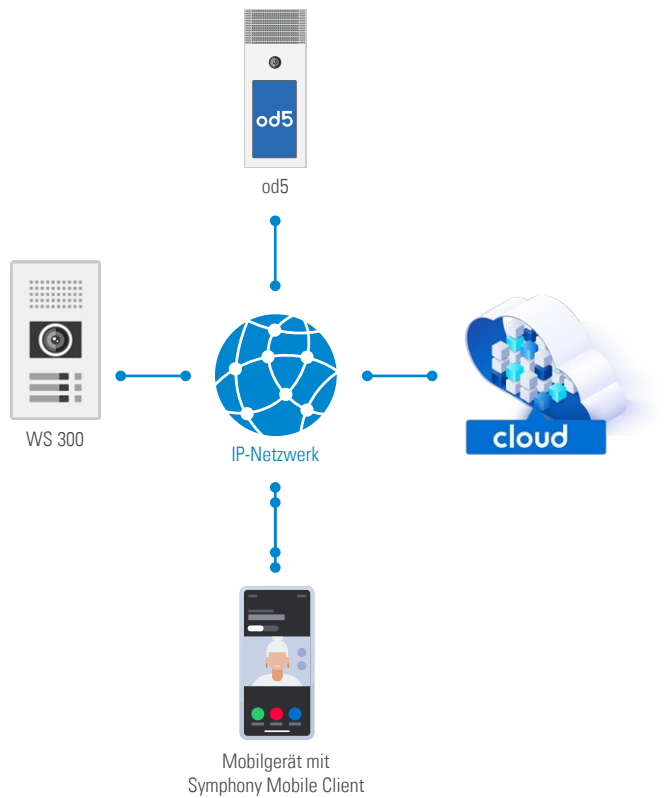 od5
od5
WS 300
IP-Netzwerk
cloud
Mobilgerät mit
Symphony Mobile Client